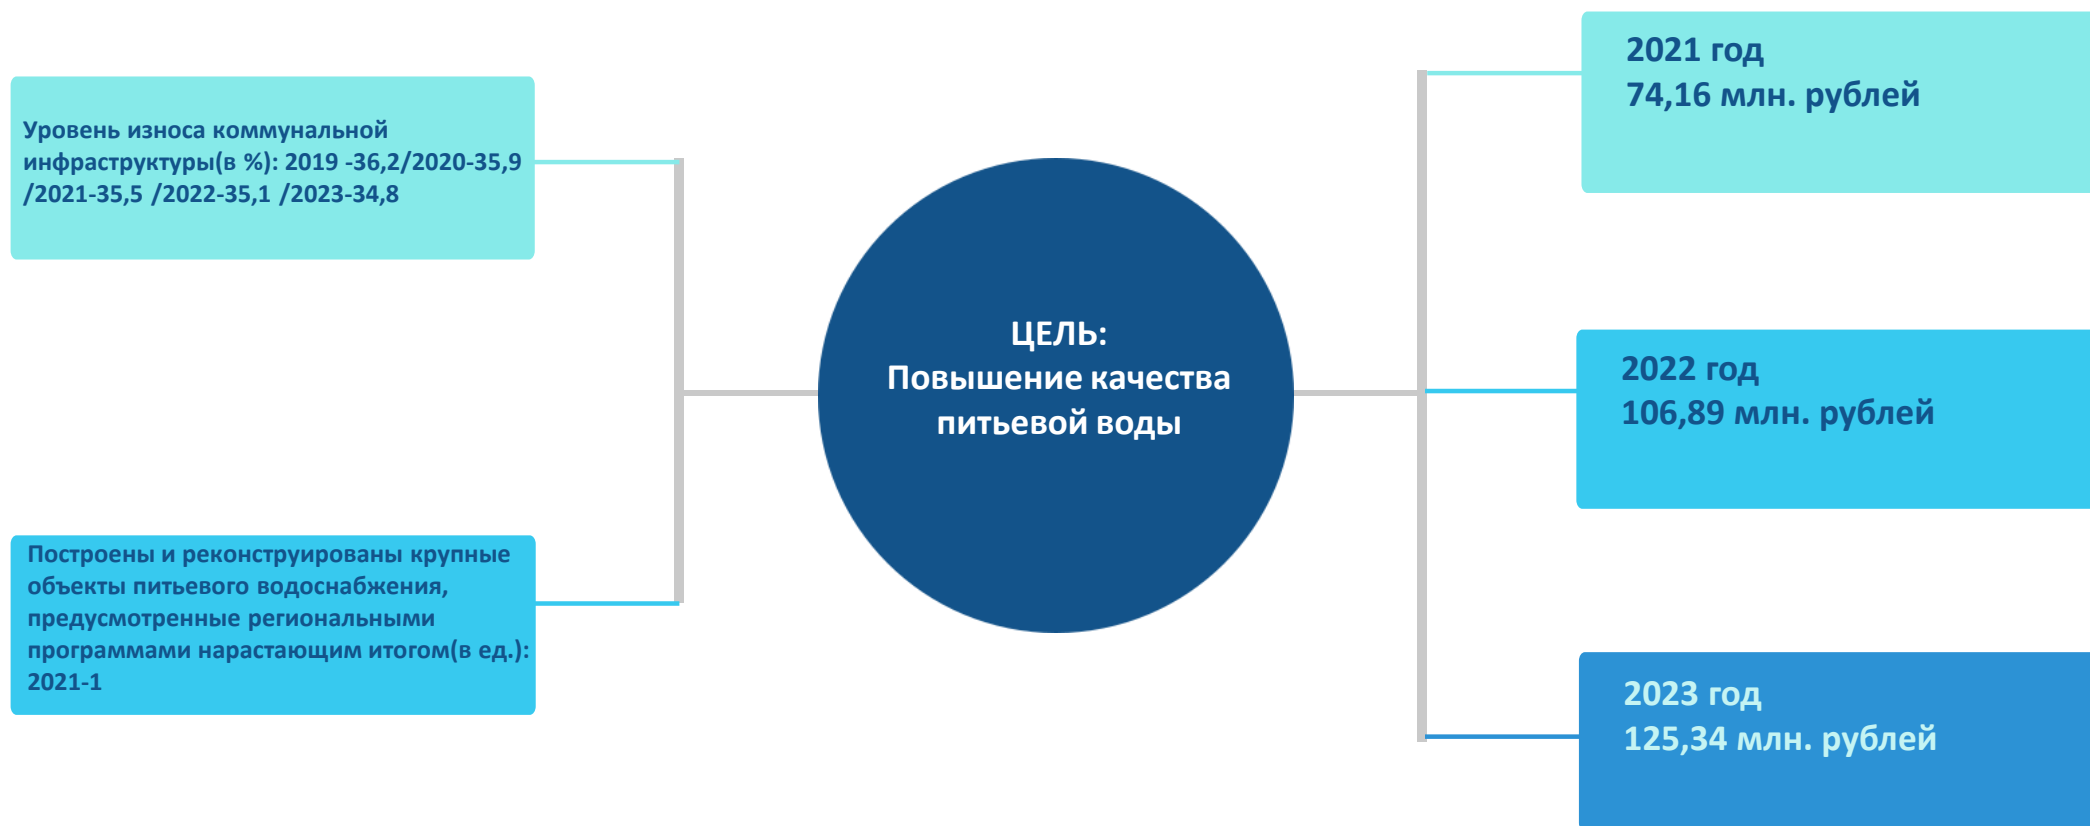 Уровень износа коммунальной
инфраструктуры(в %): 2019 -36,2/2020-35,9
/2021-35,5 /2022-35,1 /2023-34,8
Построены и реконструированы крупные
объекты питьевого водоснабжения,
предусмотренные региональными
программами нарастающим итогом(в ед.):
2021-1
ЦЕЛЬ:
Повышение качества
питьевой воды
2021 год
74,16 млн. рублей
2022 год
106,89 млн. рублей
2023 год
125,34 млн. рублей